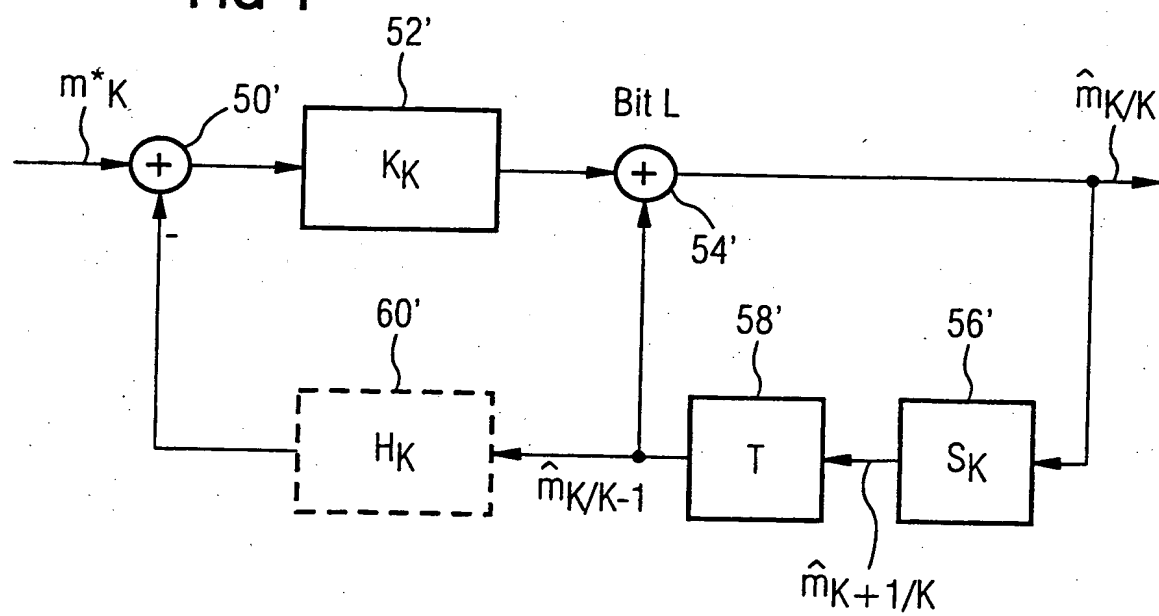 52'
m*K
50'
Bit L
m̂K/K
+
KK
+
-
54'
60'
58'
56'
HK
T
SK
m̂K/K-1
m̂K+1/K